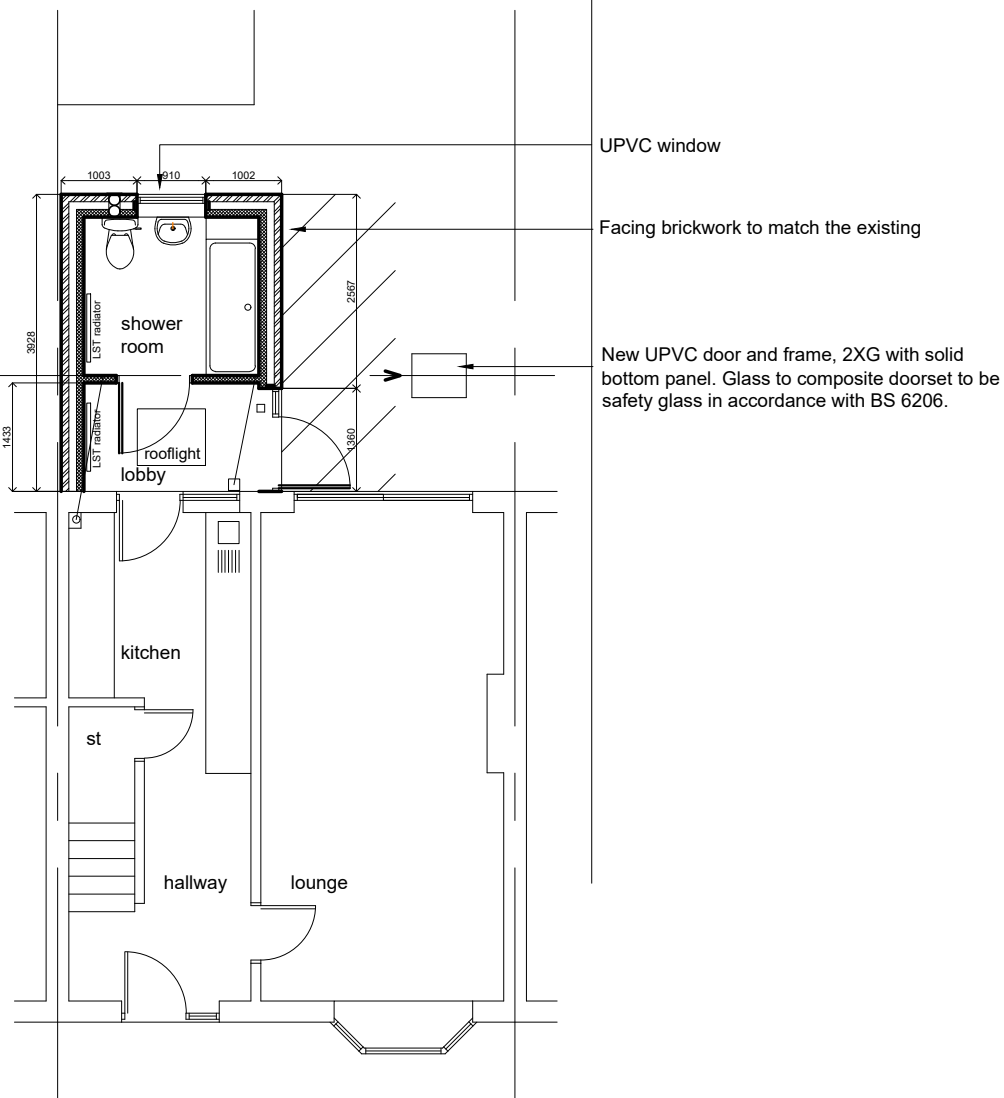 UPVC window
1003
910
1002
Facing brickwork to match the existing
2567
3928
LST radiator
shower
room
New UPVC door and frame, 2XG with solid
bottom panel. Glass to composite doorset to be
safety glass in accordance with BS 6206.
1433
LST radiator
1360
rooflight
lobby
kitchen
st
hallway
lounge